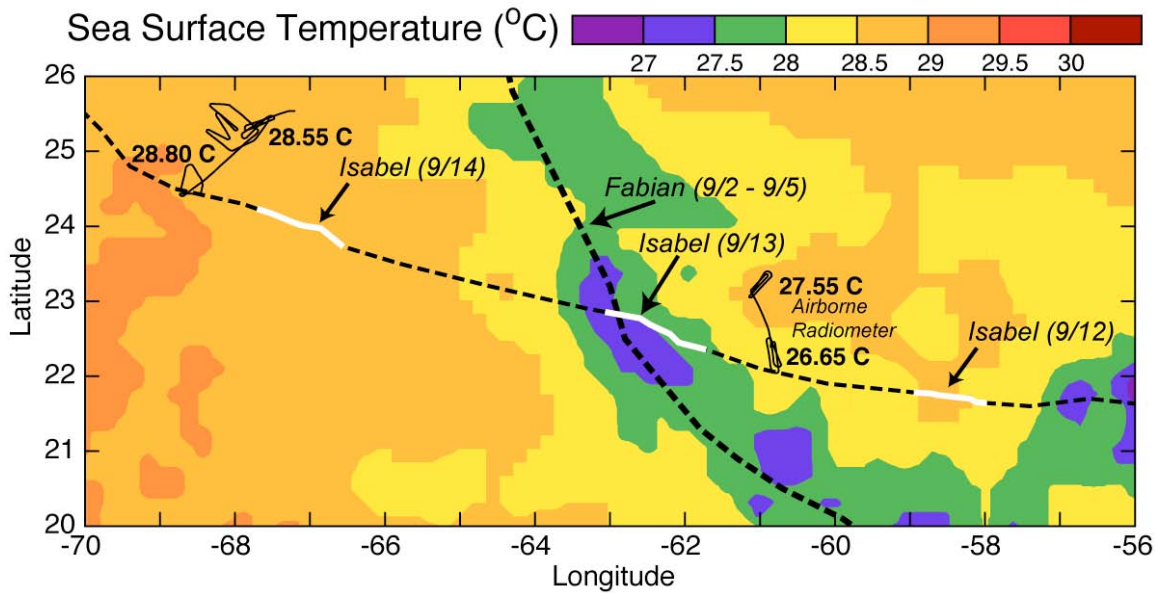 Sea Surface Temperature (°C)
27 27.5 28 28.5 29 29.5 30
26
25
24
23
22
21
20
Latitude
28.80 C
28.55 C
Isabel (9/14)
Fabian (9/2 - 9/5)
Isabel (9/13)
27.55 C
Airborne
Radiometer
26.65 C
Isabel (9/12)
-70 -68 -66 -64 -62 -60 -58 -56
Longitude